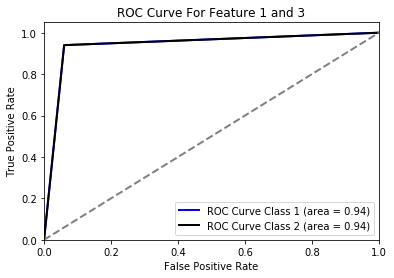 ROC Curve For Feature 1 and 3
True Positive Rate
1.0
0.8
0.6
0.4
0.2
0.0
ROC Curve Class 1 (area = 0.94)
ROC Curve Class 2 (area = 0.94)
0.0 0.2 0.4 0.6 0.8 1.0
False Positive Rate